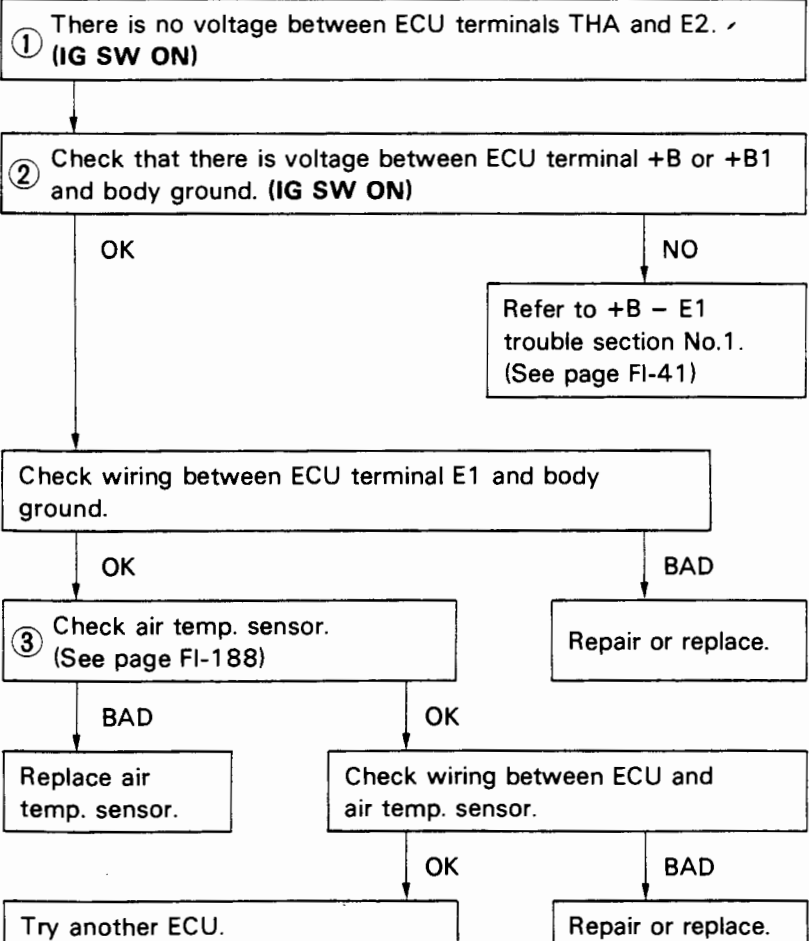 ① There is no voltage between ECU terminals THA and E2.
(IG SW ON)
② Check that there is voltage between ECU terminal +B or +B1
and body ground. (IG SW ON)
OK
NO
Refer to +B – E1
trouble section No.1.
(See page FI-41)
Check wiring between ECU terminal E1 and body
ground.
OK
BAD
③ Check air temp. sensor.
(See page FI-188)
Repair or replace.
BAD
OK
Replace air
temp. sensor.
Check wiring between ECU and
air temp. sensor.
OK
BAD
Try another ECU.
Repair or replace.